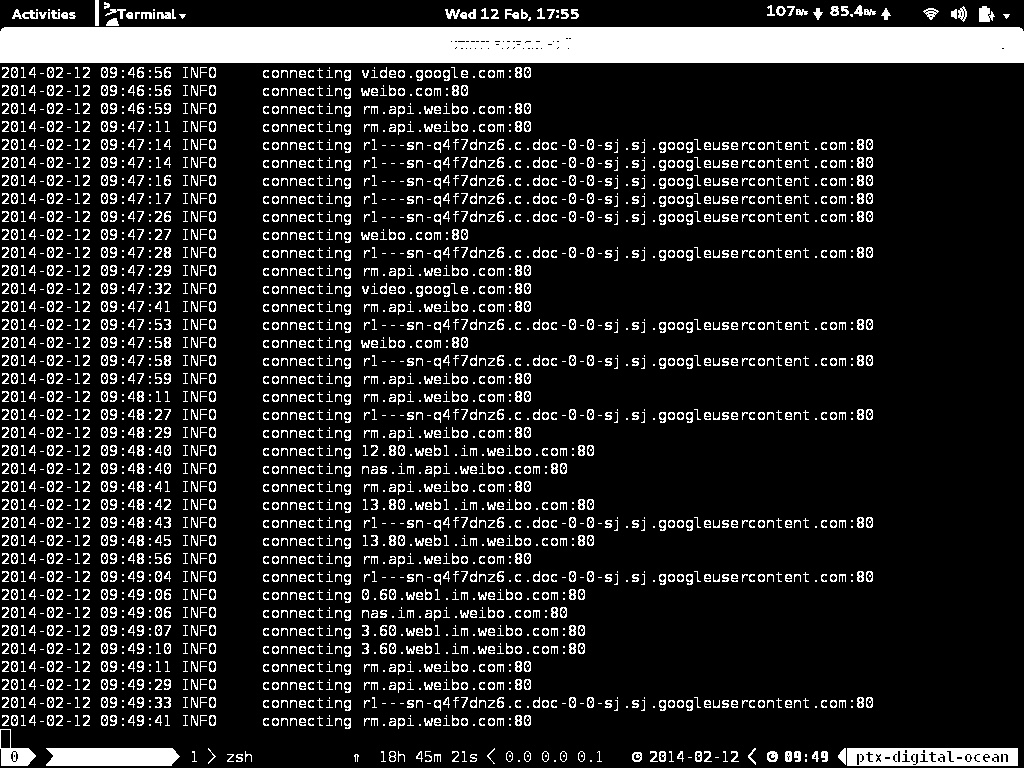 Activities Terminal Wed 12 Feb, 17:55 107 B/s 85.4 B/s
2014-02-12 09:46:56 INFO connecting video.google.com:80
2014-02-12 09:46:56 INFO connecting weibo.com:80
2014-02-12 09:46:59 INFO connecting rm.api.weibo.com:80
2014-02-12 09:47:11 INFO connecting rm.api.weibo.com:80
2014-02-12 09:47:14 INFO connecting r1---sn-q4f7dnz6.c.doc-0-0-sj.sj.googleusercontent.com:80
2014-02-12 09:47:14 INFO connecting r1---sn-q4f7dnz6.c.doc-0-0-sj.sj.googleusercontent.com:80
2014-02-12 09:47:16 INFO connecting r1---sn-q4f7dnz6.c.doc-0-0-sj.sj.googleusercontent.com:80
2014-02-12 09:47:17 INFO connecting r1---sn-q4f7dnz6.c.doc-0-0-sj.sj.googleusercontent.com:80
2014-02-12 09:47:26 INFO connecting r1---sn-q4f7dnz6.c.doc-0-0-sj.sj.googleusercontent.com:80
2014-02-12 09:47:27 INFO connecting weibo.com:80
2014-02-12 09:47:28 INFO connecting r1---sn-q4f7dnz6.c.doc-0-0-sj.sj.googleusercontent.com:80
2014-02-12 09:47:29 INFO connecting rm.api.weibo.com:80
2014-02-12 09:47:32 INFO connecting video.google.com:80
2014-02-12 09:47:41 INFO connecting rm.api.weibo.com:80
2014-02-12 09:47:53 INFO connecting r1---sn-q4f7dnz6.c.doc-0-0-sj.sj.googleusercontent.com:80
2014-02-12 09:47:58 INFO connecting weibo.com:80
2014-02-12 09:47:58 INFO connecting r1---sn-q4f7dnz6.c.doc-0-0-sj.sj.googleusercontent.com:80
2014-02-12 09:47:59 INFO connecting rm.api.weibo.com:80
2014-02-12 09:48:11 INFO connecting rm.api.weibo.com:80
2014-02-12 09:48:27 INFO connecting r1---sn-q4f7dnz6.c.doc-0-0-sj.sj.googleusercontent.com:80
2014-02-12 09:48:29 INFO connecting rm.api.weibo.com:80
2014-02-12 09:48:40 INFO connecting 12.80.web1.im.weibo.com:80
2014-02-12 09:48:40 INFO connecting nas.im.api.weibo.com:80
2014-02-12 09:48:41 INFO connecting rm.api.weibo.com:80
2014-02-12 09:48:42 INFO connecting 13.80.web1.im.weibo.com:80
2014-02-12 09:48:43 INFO connecting r1---sn-q4f7dnz6.c.doc-0-0-sj.sj.googleusercontent.com:80
2014-02-12 09:48:45 INFO connecting 13.80.web1.im.weibo.com:80
2014-02-12 09:48:56 INFO connecting rm.api.weibo.com:80
2014-02-12 09:49:04 INFO connecting r1---sn-q4f7dnz6.c.doc-0-0-sj.sj.googleusercontent.com:80
2014-02-12 09:49:06 INFO connecting 0.60.web1.im.weibo.com:80
2014-02-12 09:49:06 INFO connecting nas.im.api.weibo.com:80
2014-02-12 09:49:07 INFO connecting 3.60.web1.im.weibo.com:80
2014-02-12 09:49:10 INFO connecting 3.60.web1.im.weibo.com:80
2014-02-12 09:49:11 INFO connecting rm.api.weibo.com:80
2014-02-12 09:49:29 INFO connecting rm.api.weibo.com:80
2014-02-12 09:49:33 INFO connecting r1---sn-q4f7dnz6.c.doc-0-0-sj.sj.googleusercontent.com:80
2014-02-12 09:49:41 INFO connecting rm.api.weibo.com:80
0 1 zsh ↑ 18h 45m 21s 0.0 0.0 0.1 2014-02-12 09:49 ptx-digital-ocean